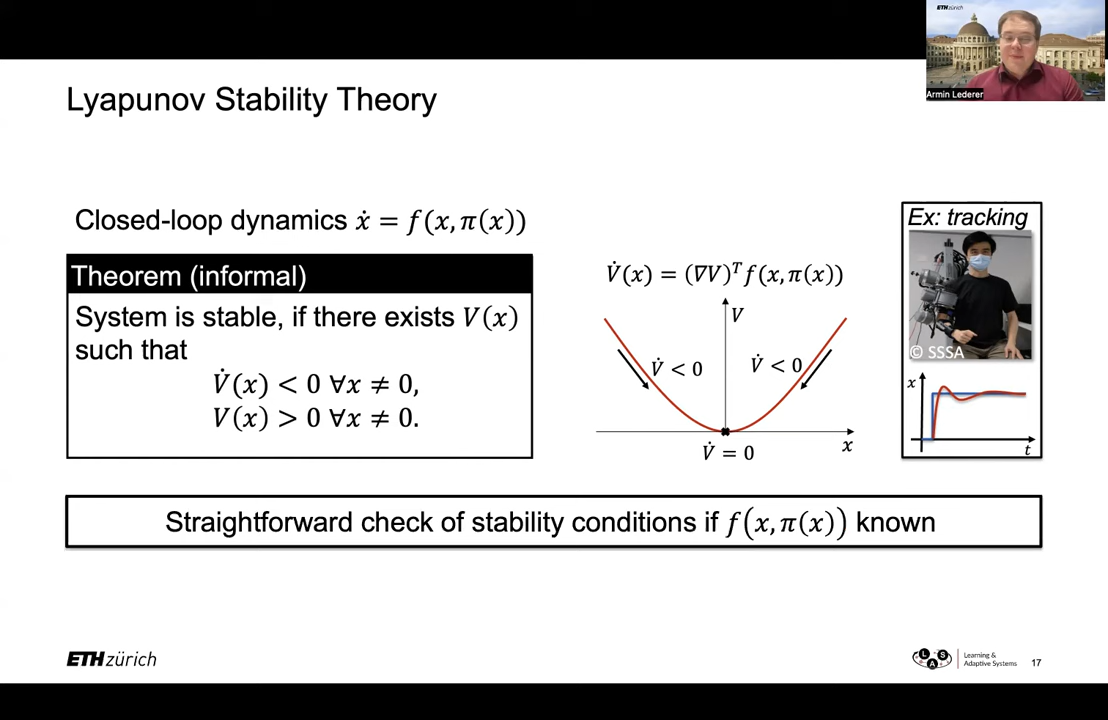 ETH zürich
Armin Lederer
Lyapunov Stability Theory
Closed-loop dynamics ẋ = f(x, π(x))
Theorem (informal)
System is stable, if there exists V(x)
such that
V̇(x) < 0 ∀x ≠ 0,
V(x) > 0 ∀x ≠ 0.
V̇(x) = (∇V)ᵀf(x, π(x))
V
V̇ < 0
V̇ < 0
V̇ = 0
x
Ex: tracking
© SSSA
x
t
Straightforward check of stability conditions if f(x, π(x)) known
ETH zürich
L A S
Learning &
Adaptive Systems
17